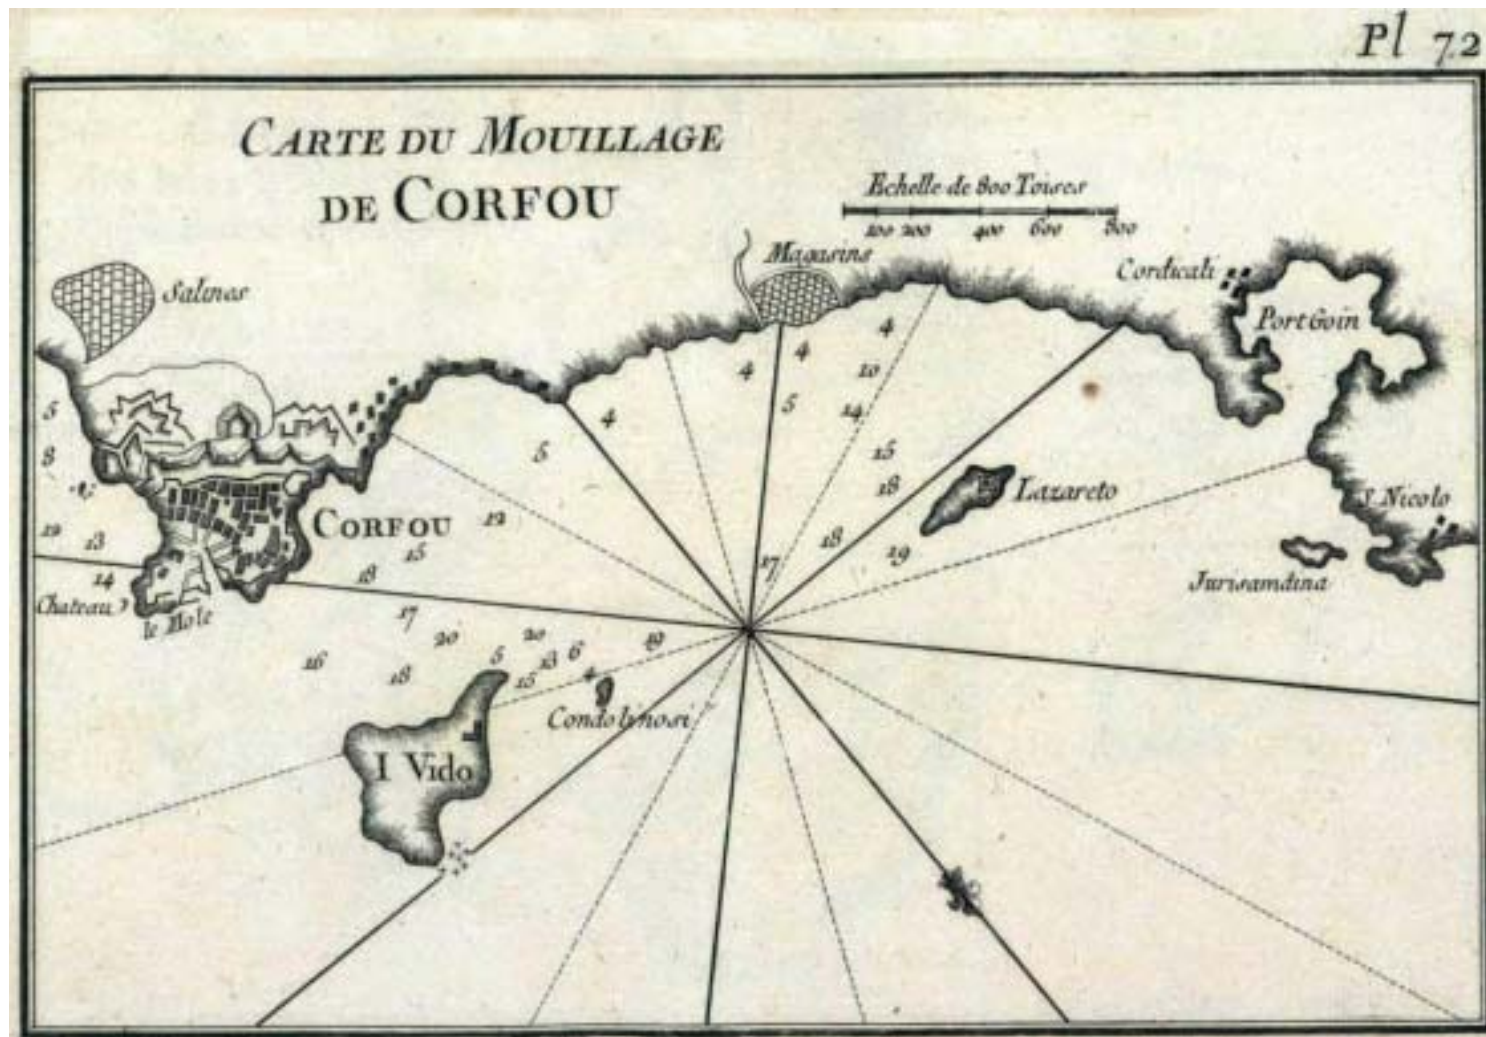 Pl 72
CARTE DU MOUILLAGE
DE CORFOU
Echelle de 800 Toises
100 200 400 600 800
Magasins
Salines
Cordicali
Port Goin
4
4
4
10
5
14
4
5
5
8
15
18
Lazareto
S. Nicolo
CORFOU
12
12
13
15
18
17
18
19
14
Jurisamdina
Chateau
le Mole
17
20
20
19
16
18
5
13
6
15
4
Condolinosi
I Vido